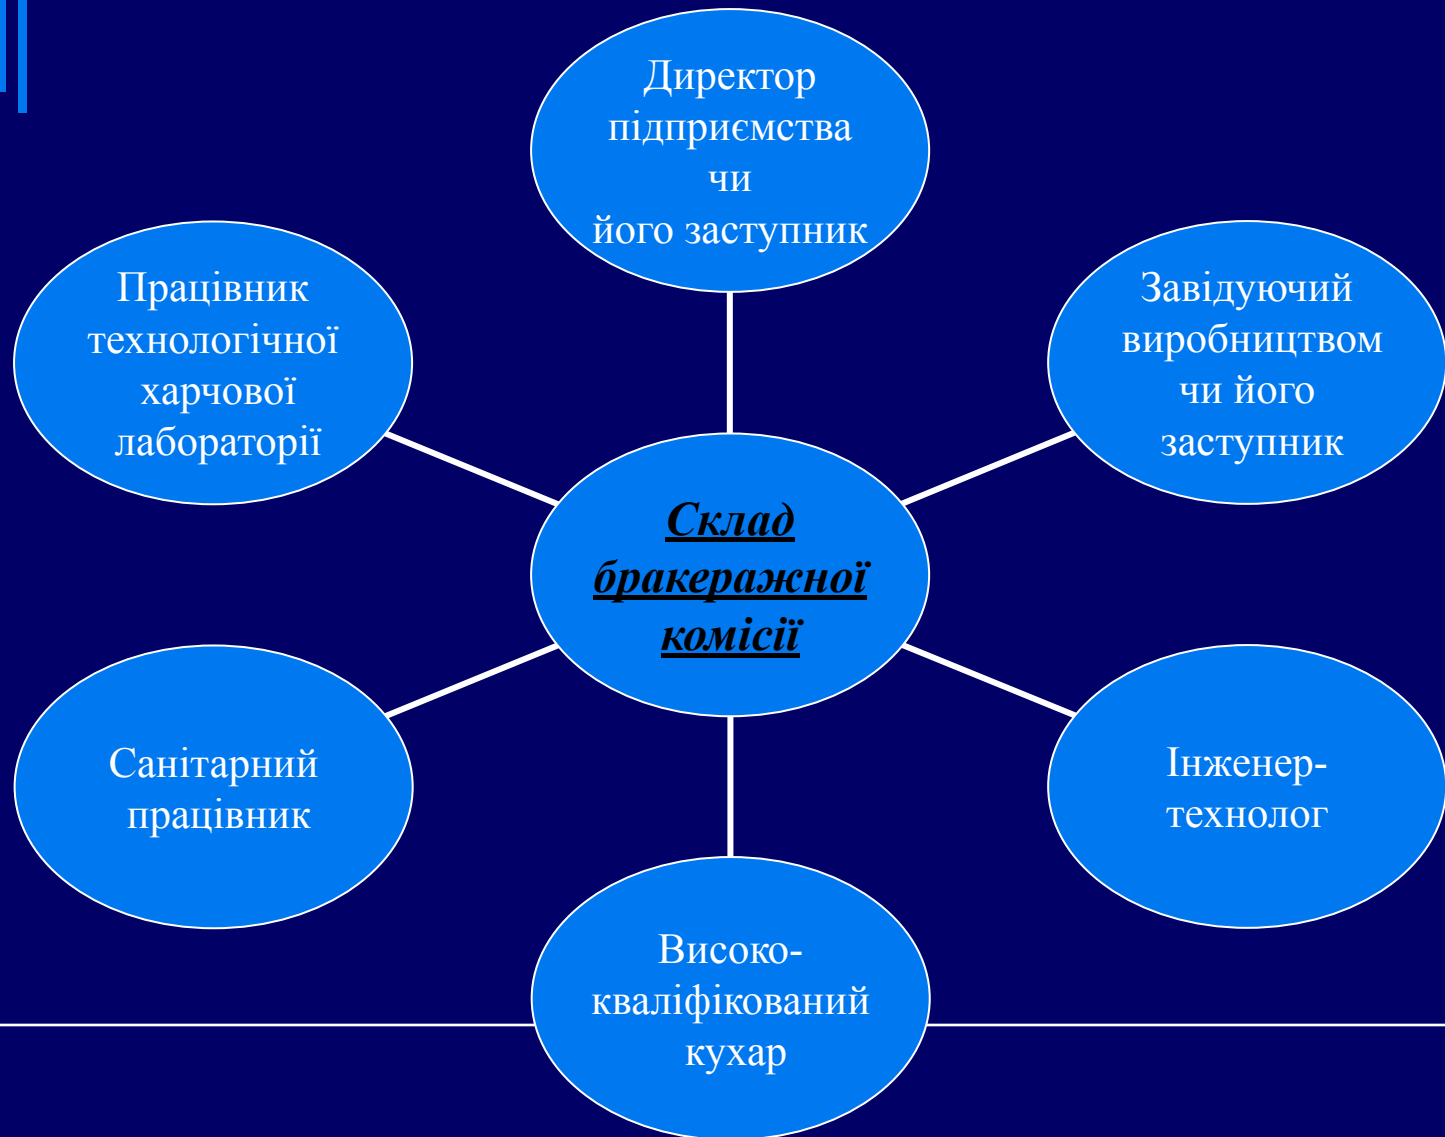 Директор
підприємства
чи
його заступник
Працівник
технологічної
харчової
лабораторії
Завідуючий
виробництвом
чи його
заступник
Склад
бракеражної
комісії
Санітарний
працівник
Інженер-
технолог
Високо-
кваліфікований
кухар